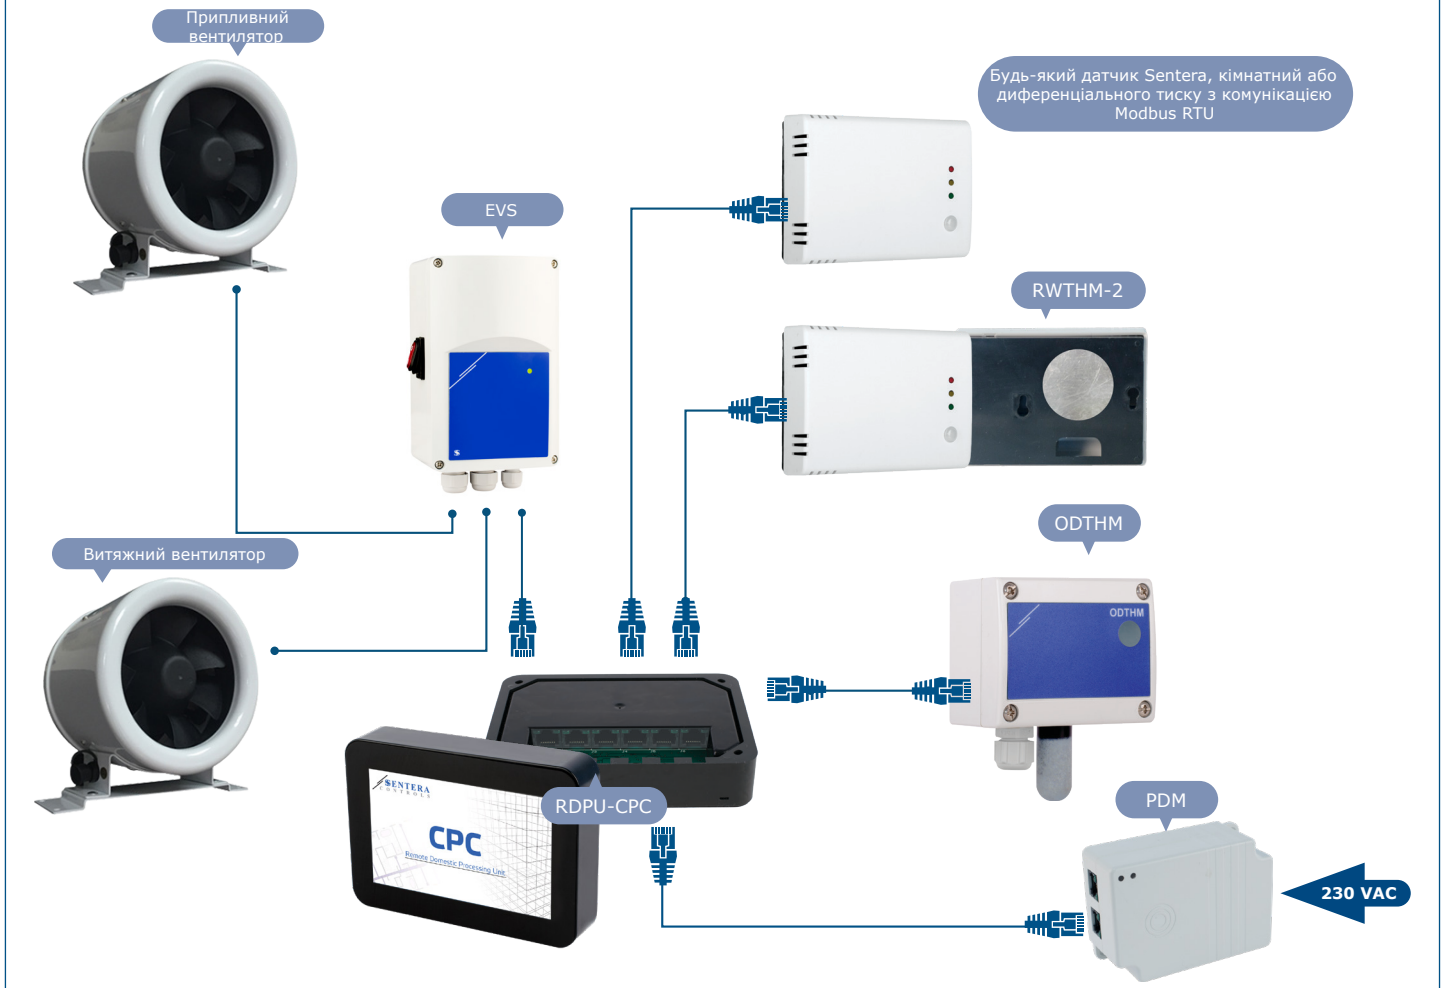 Припливний
вентилятор
Будь-який датчик Sentera, кімнатний або
диференціального тиску з комунікацією
Modbus RTU
EVS
RWTHM-2
ODTHM
Витяжний вентилятор
ODTHM
SENTERA
CONTROLS
CPC
Remote Domestic Processing Unit
RDPU-CPC
PDM
230 VAC